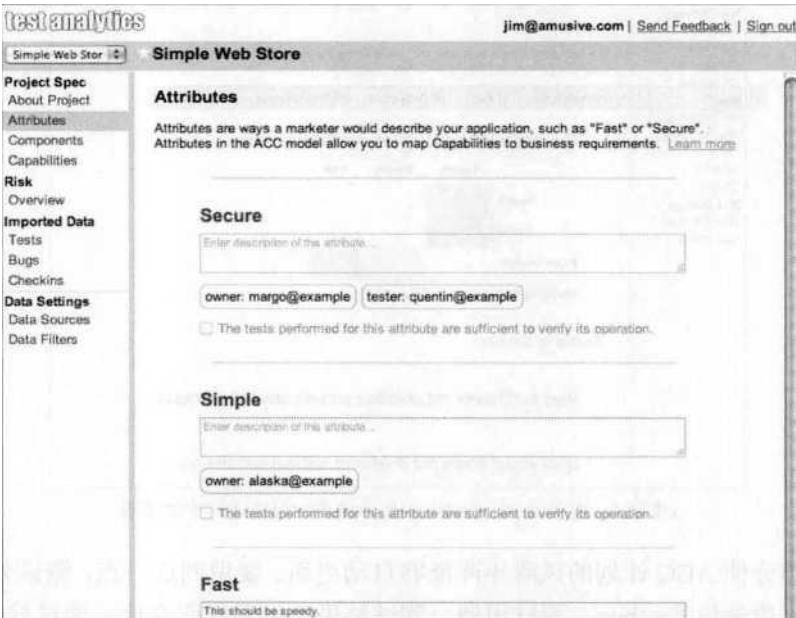 test analytics
jim@amusive.com | Send Feedback | Sign out
Simple Web Stor
Simple Web Store
Project Spec
About Project
Attributes
Components
Capabilities
Risk
Overview
Imported Data
Tests
Bugs
Checkins
Data Settings
Data Sources
Data Filters
Attributes
Attributes are ways a marketer would describe your application, such as "Fast" or "Secure".
Attributes in the ACC model allow you to map Capabilities to business requirements. Learn more
Secure
Enter description of this attribute...
owner: margo@example tester: quentin@example
The tests performed for this attribute are sufficient to verify its operation.
Simple
Enter description of this attribute...
owner: alaska@example
The tests performed for this attribute are sufficient to verify its operation.
Fast
This should be speedy.